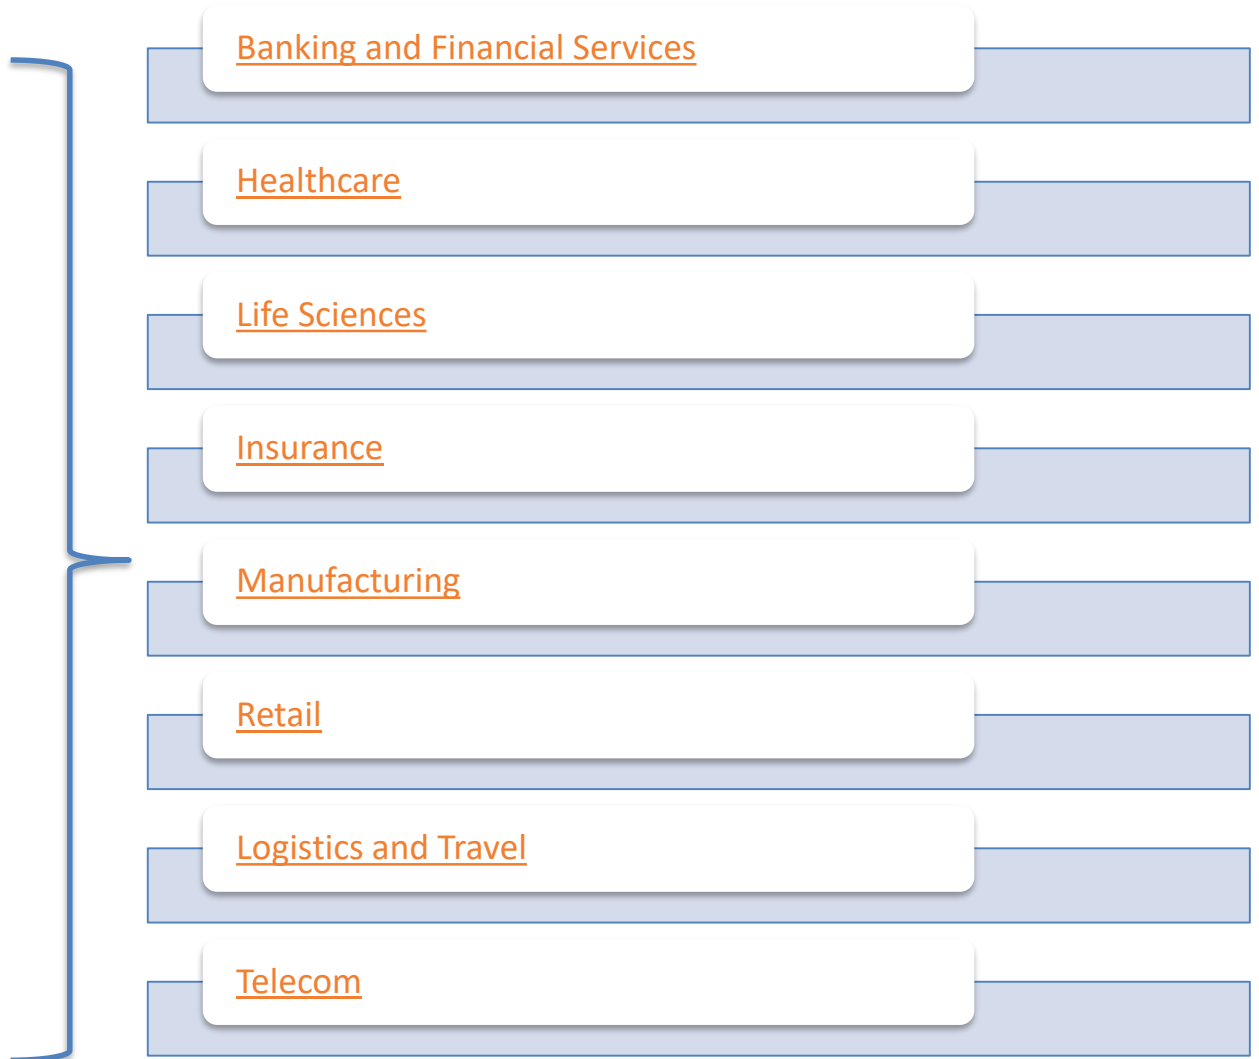 Banking and Financial Services
Healthcare
Life Sciences
Insurance
Manufacturing
Retail
Logistics and Travel
Telecom